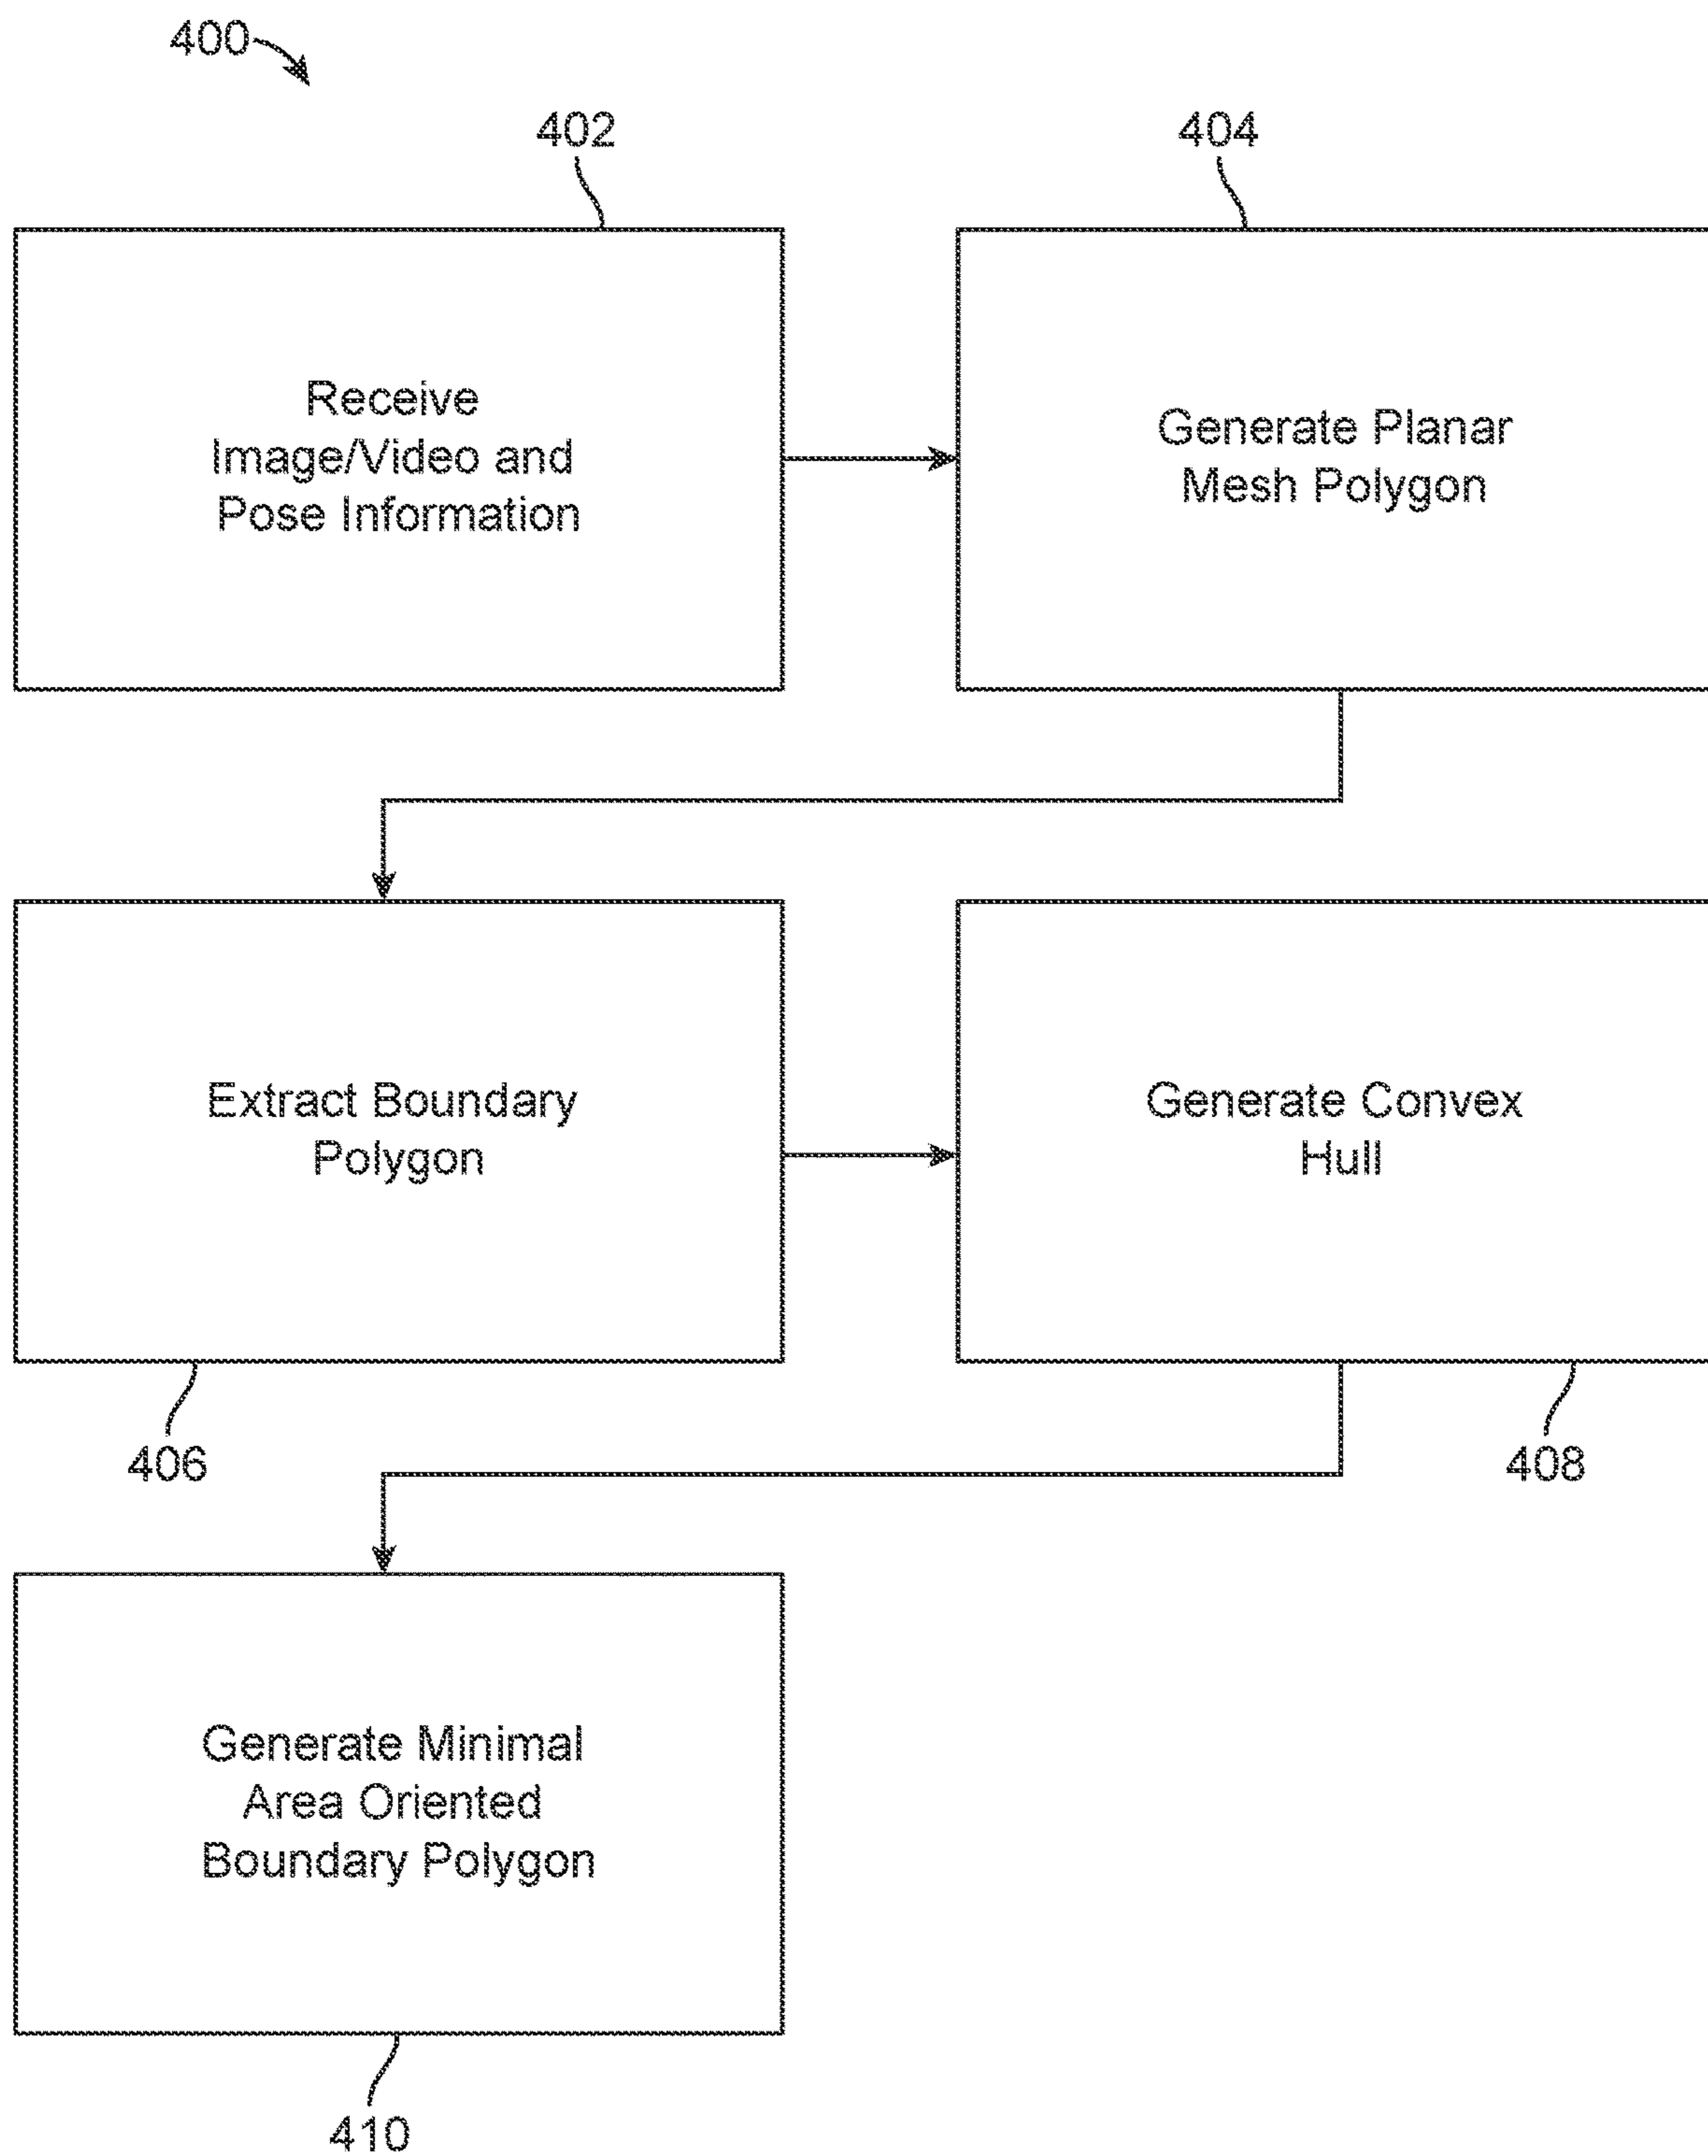 400
402
404
Receive
Image/Video and
Pose Information
Generate Planar
Mesh Polygon
Extract Boundary
Polygon
Generate Convex
Hull
406
408
Generate Minimal
Area Oriented
Boundary Polygon
410